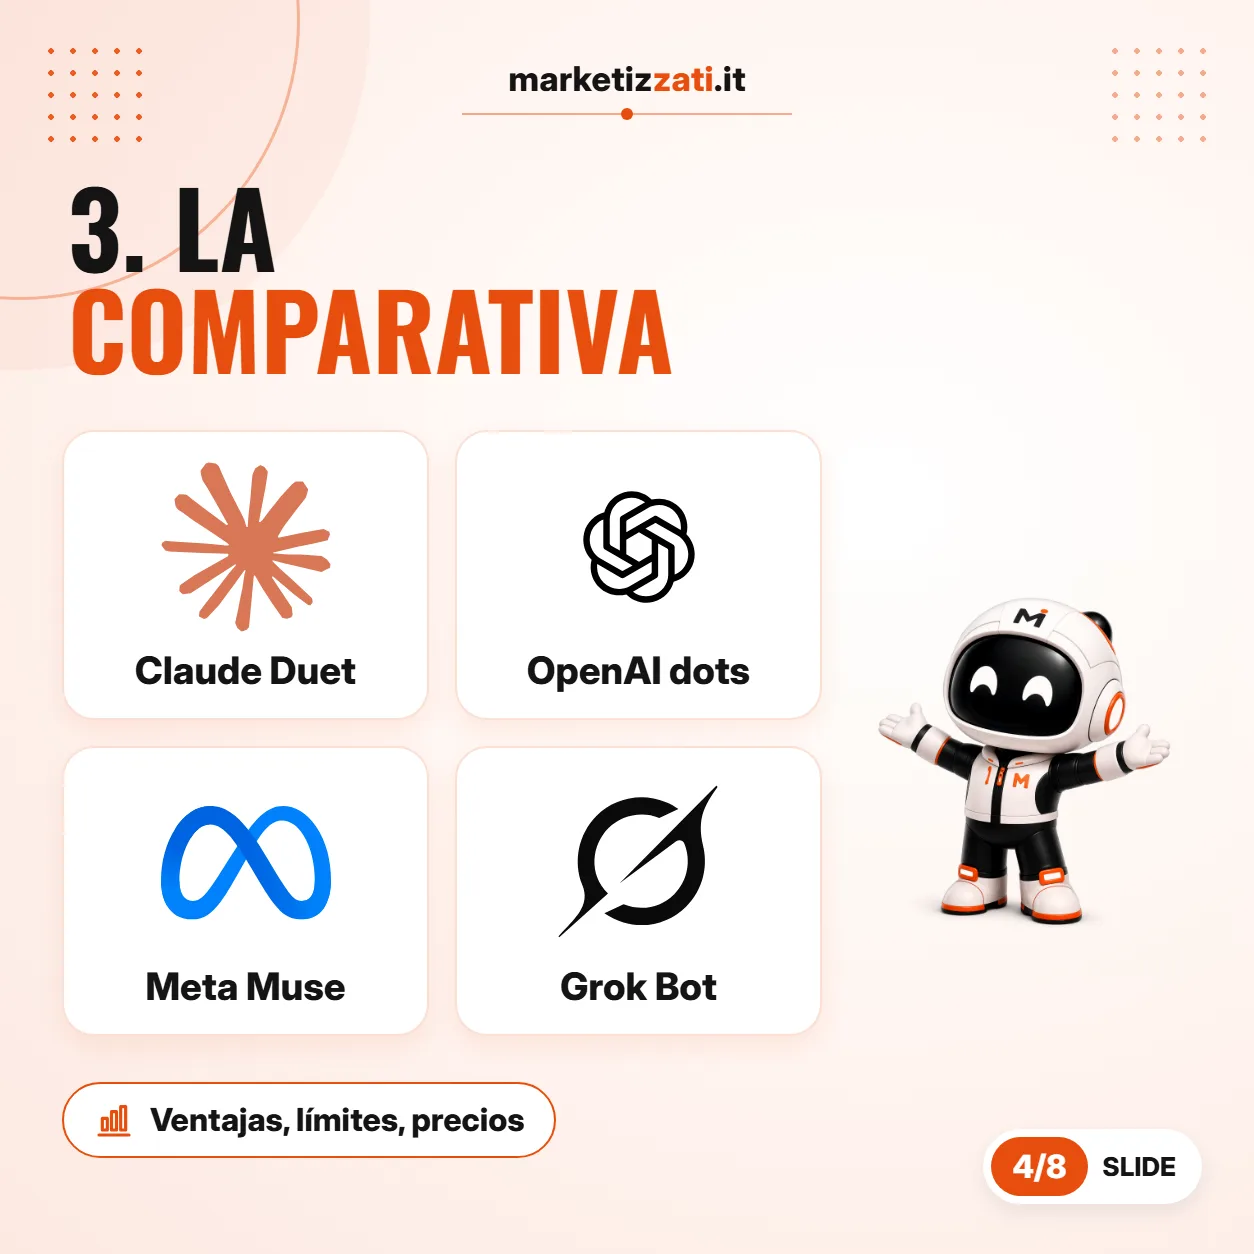 marketizzati.it
3. LA
COMPARATIVA
Claude Duet
OpenAI dots
Meta Muse
Grok Bot
M
M
Ventajas, límites, precios
4/8 SLIDE